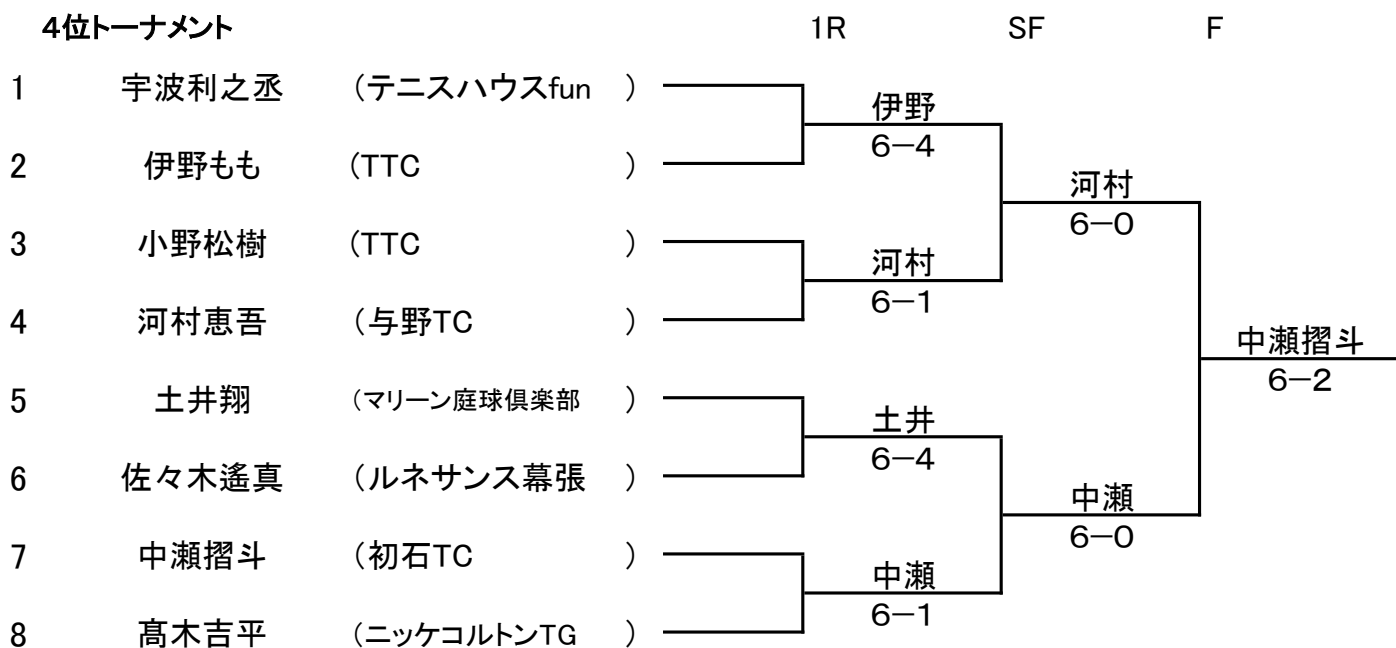 4位トーナメント 1R SF F
1 宇波利之丞 (テニスハウスfun )
伊野
6-4
2 伊野もも (TTC )
河村
6-0
3 小野松樹 (TTC )
河村
6-1
4 河村恵吾 (与野TC )
中瀬摺斗
6-2
5 土井翔 (マリーン庭球倶楽部 )
土井
6-4
6 佐々木遙真 (ルネサンス幕張 )
中瀬
6-0
7 中瀬摺斗 (初石TC )
中瀬
6-1
8 髙木吉平 (ニッケコルトンTG )